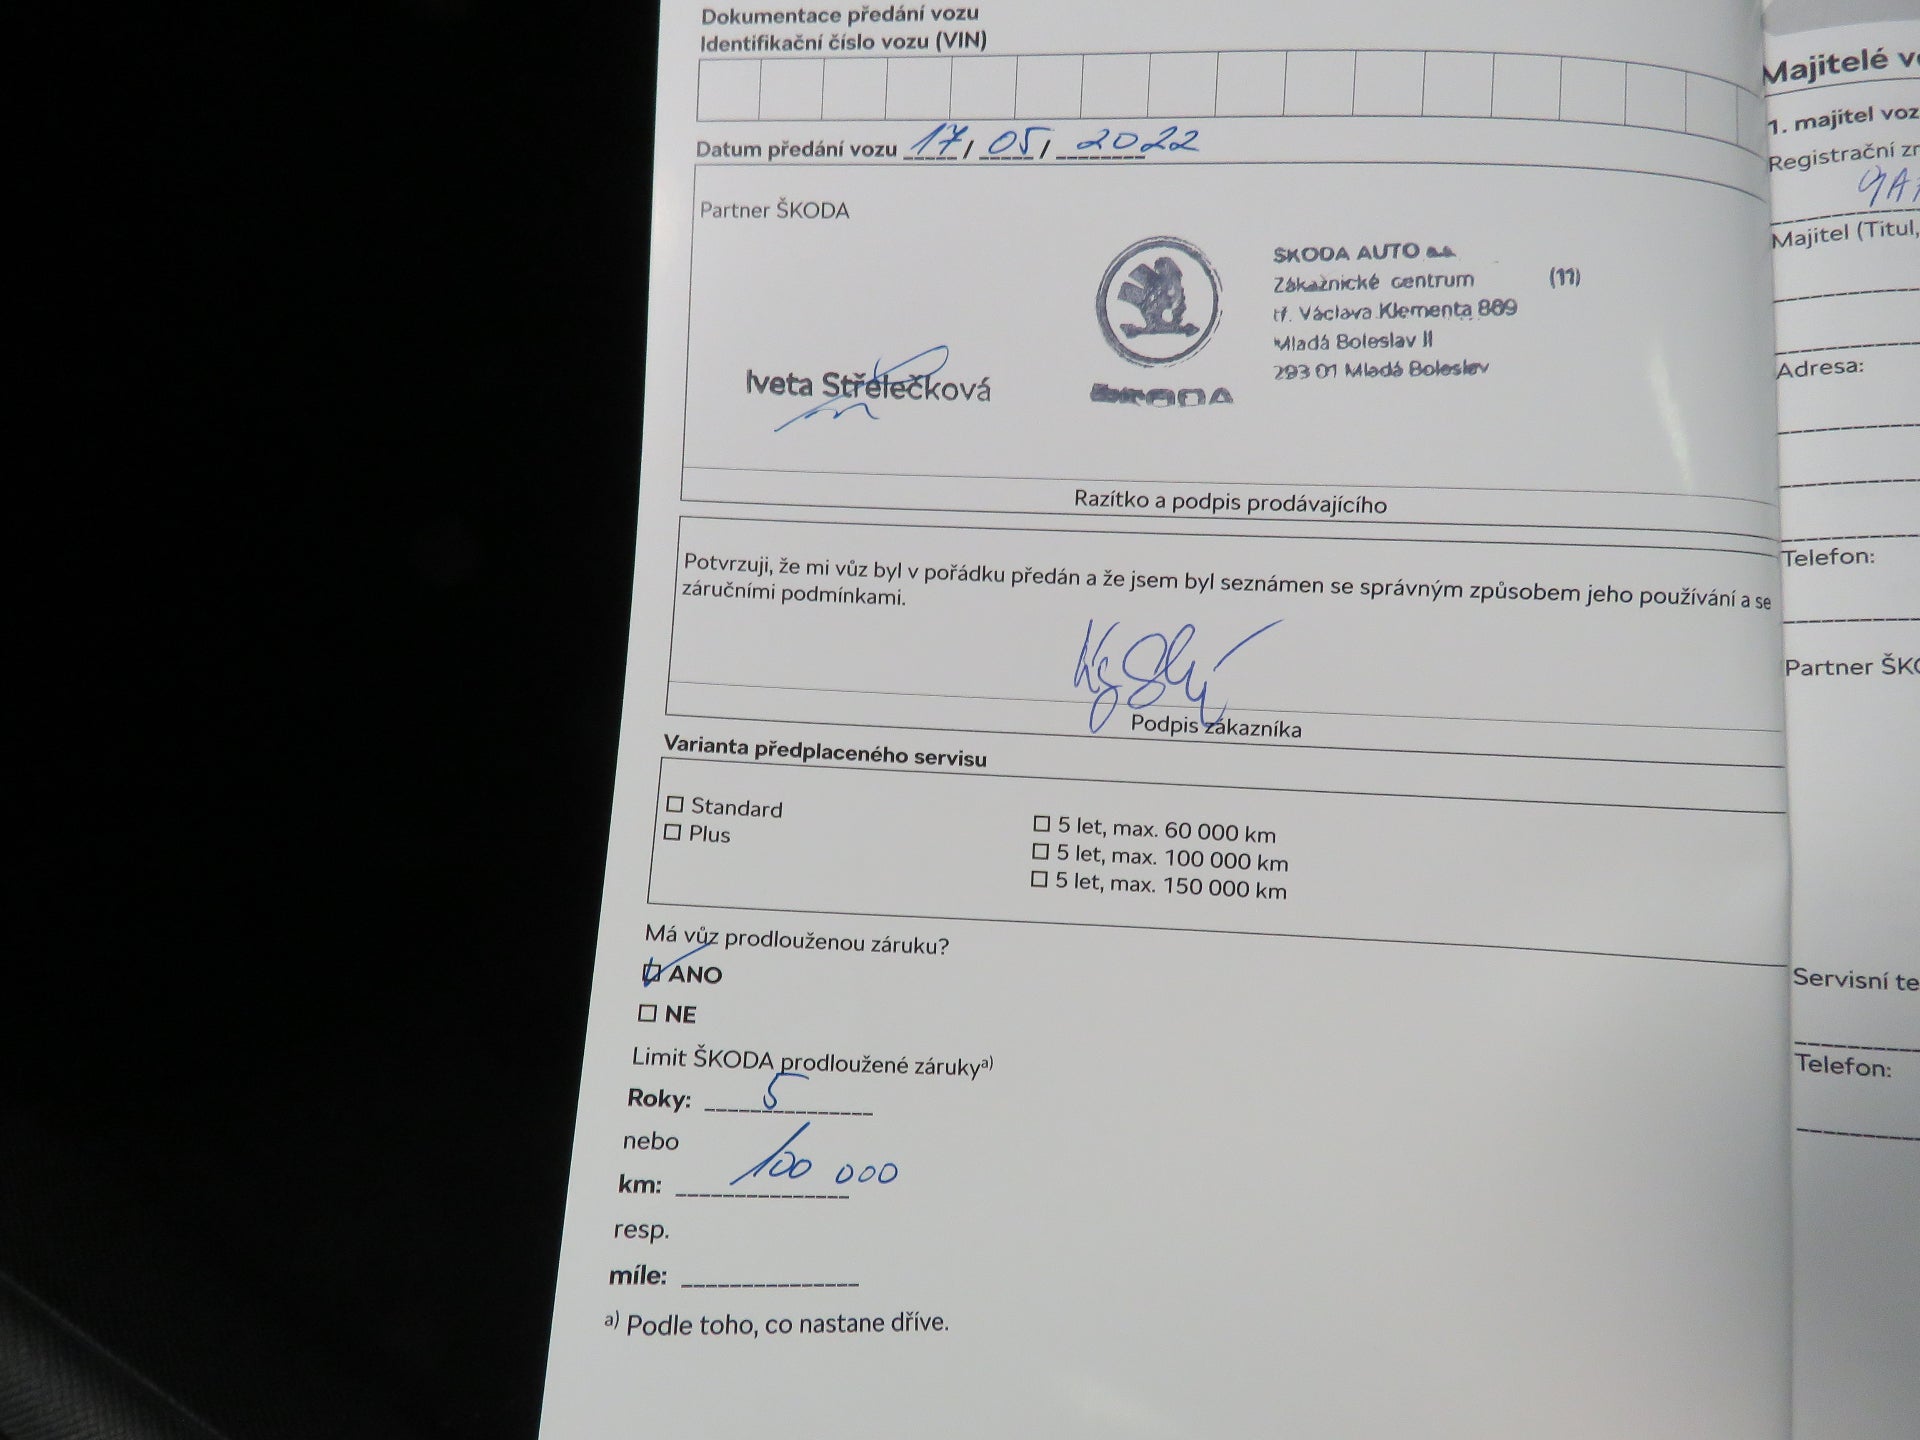 Dokumentace předání vozu
Identifikační číslo vozu (VIN)
Datum předání vozu 17 / 05 / 2022
Partner ŠKODA
ŠKODA AUTO a.s.
Zákaznické centrum (11)
tř. Václava Klementa 869
Mladá Boleslav II
293 01 Mladá Boleslav
Iveta Střelečková
ŠKODA
Razítko a podpis prodávajícího
Potvrzuji, že mi vůz byl v pořádku předán a že jsem byl seznámen se správným způsobem jeho používání a se
záručními podmínkami.
Podpis zákazníka
Varianta předplaceného servisu
Standard
Plus
5 let, max. 60 000 km
5 let, max. 100 000 km
5 let, max. 150 000 km
Má vůz prodlouženou záruku?
ANO
NE
Limit ŠKODA prodloužené záruky a)
Roky: 5
nebo
km: 100 000
resp.
míle:
a) Podle toho, co nastane dříve.
Majitelé v
1. majitel voz
Registrační zn
Majitel (Titul,
Adresa:
Telefon:
Partner ŠKO
Servisní te
Telefon: